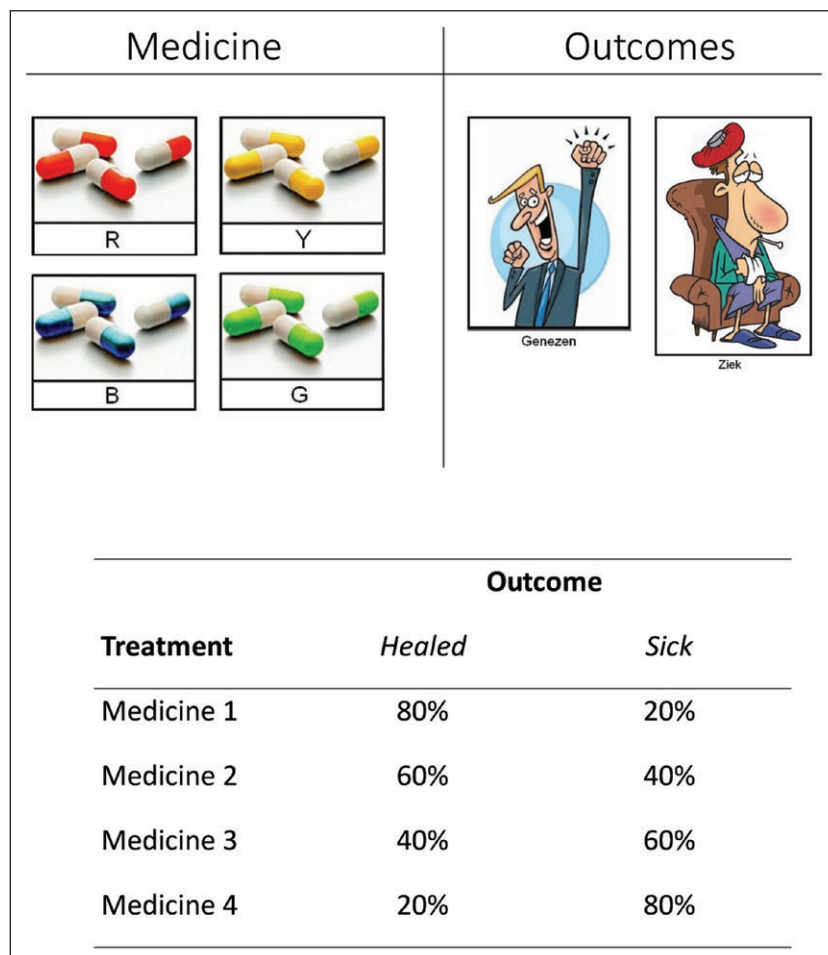 Medicine
Outcomes
R
Y
B
G
Genezen
Ziek
Outcome
Treatment Healed Sick
Medicine 1 80% 20%
Medicine 2 60% 40%
Medicine 3 40% 60%
Medicine 4 20% 80%